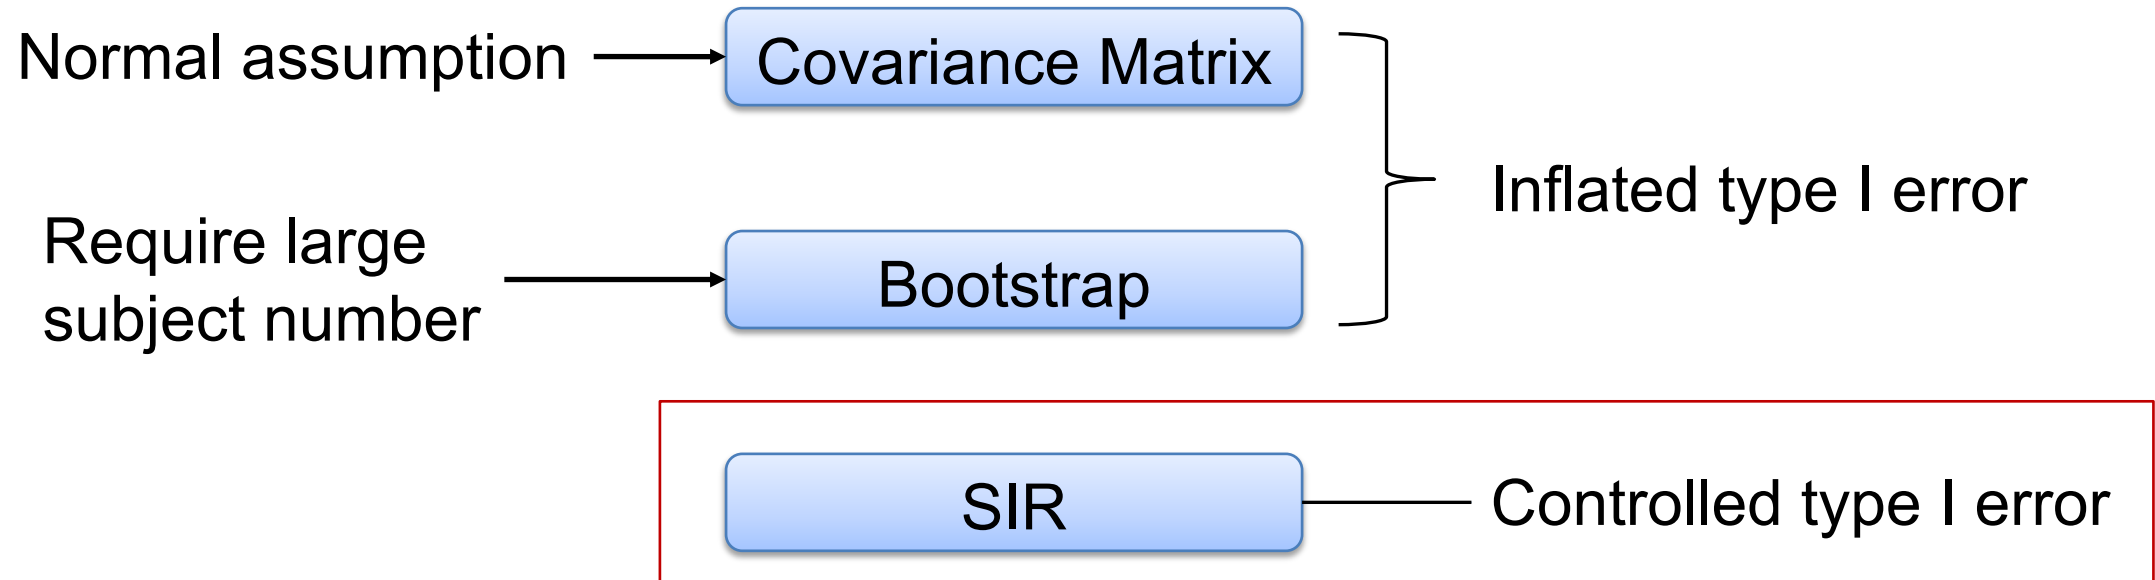 Normal assumption
Covariance Matrix
Inflated type I error
Require large
subject number
Bootstrap
SIR
Controlled type I error